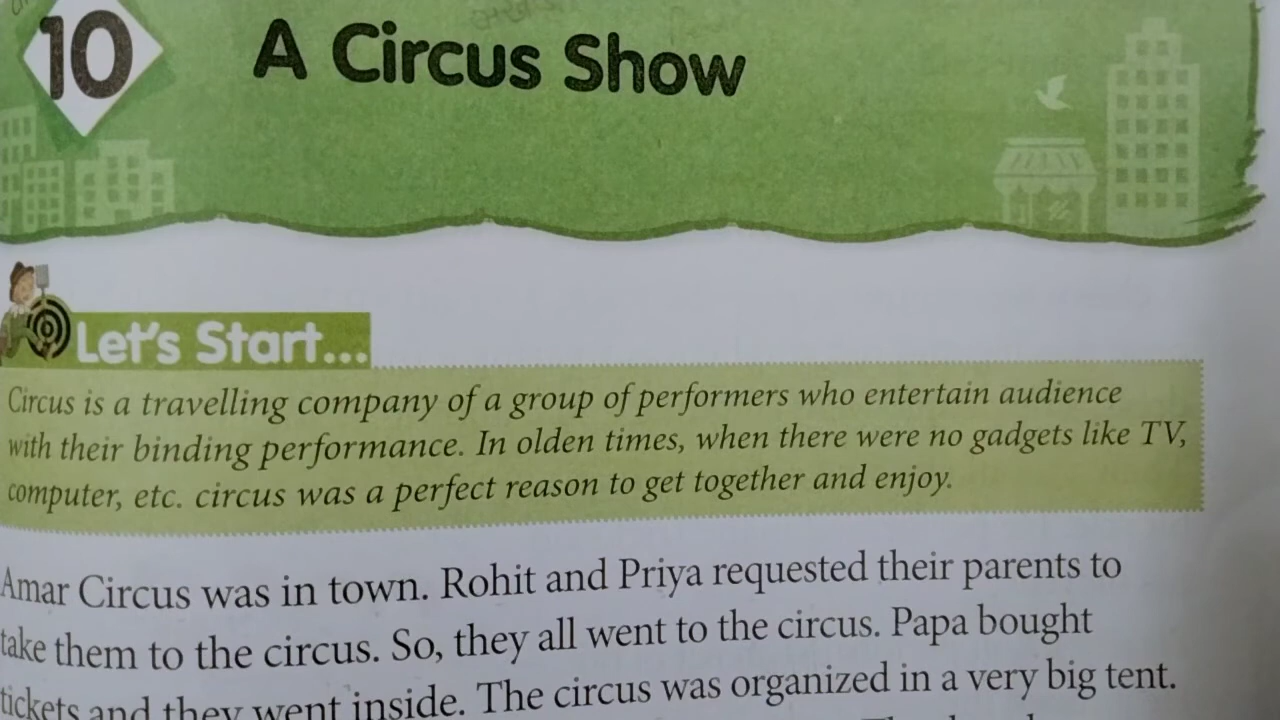 10
A Circus Show
Let's Start...
Circus is a travelling company of a group of performers who entertain audience
with their binding performance. In olden times, when there were no gadgets like TV,
computer, etc. circus was a perfect reason to get together and enjoy.
Amar Circus was in town. Rohit and Priya requested their parents to
take them to the circus. So, they all went to the circus. Papa bought
tickets and they went inside. The circus was organized in a very big tent.